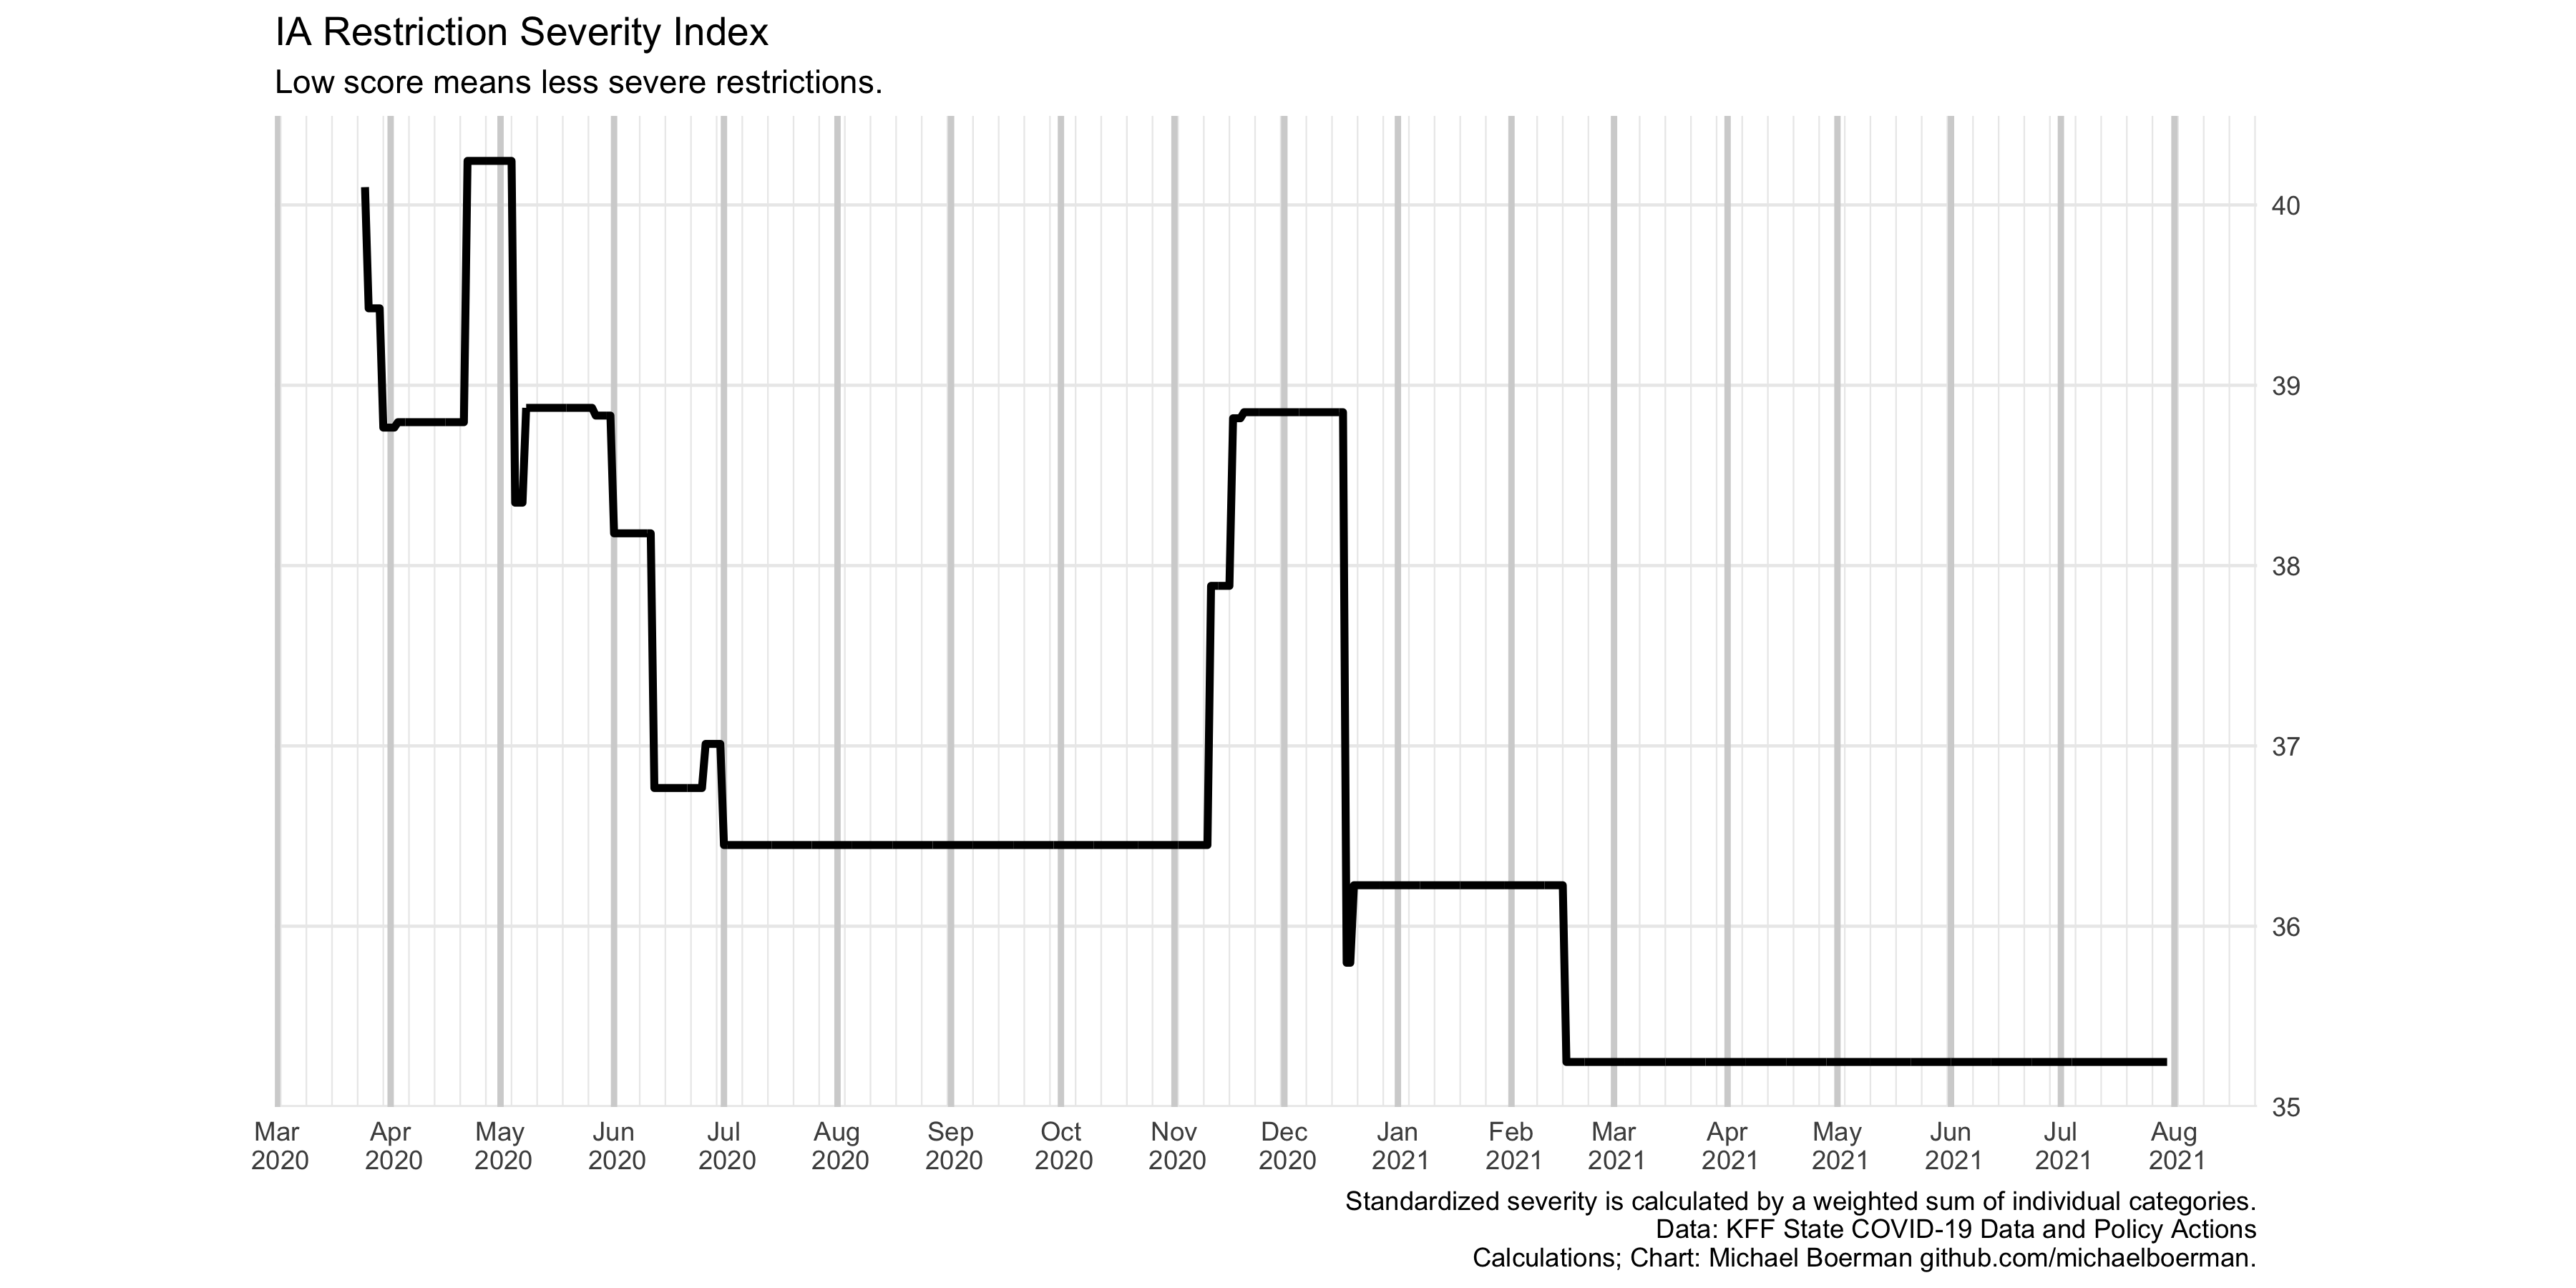 IA Restriction Severity Index
Low score means less severe restrictions.
40
39
38
37
36
35
Mar Apr May Jun Jul Aug Sep Oct Nov Dec Jan Feb Mar Apr May Jun Jul Aug
2020 2020 2020 2020 2020 2020 2020 2020 2020 2020 2021 2021 2021 2021 2021 2021 2021 2021
Standardized severity is calculated by a weighted sum of individual categories.
Data: KFF State COVID-19 Data and Policy Actions
Calculations; Chart: Michael Boerman github.com/michaelboerman.